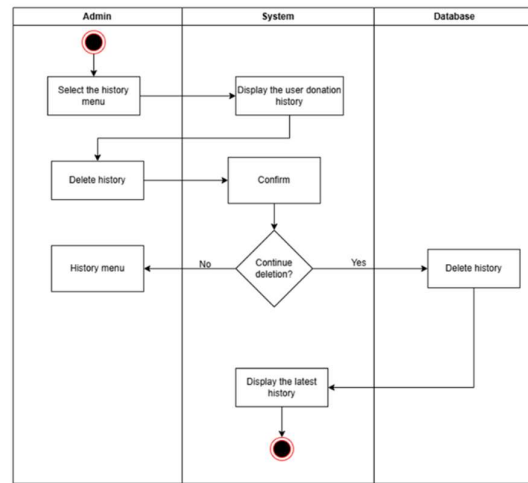 Admin
System
Database
Select the history
menu
Display the user donation
history
Delete history
Confirm
History menu
No
Continue
deletion?
Yes
Delete history
Display the latest
history